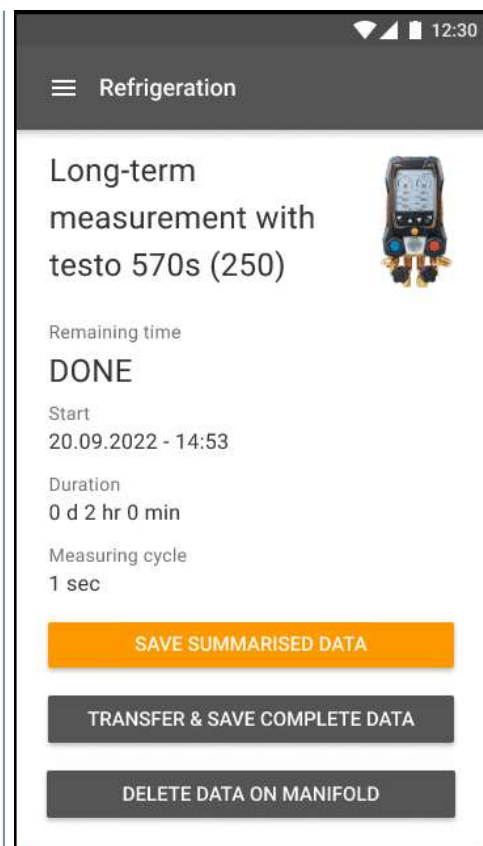 12:30
Refrigeration
Long-term
measurement with
testo 570s (250)
Remaining time
DONE
Start
20.09.2022 - 14:53
Duration
0 d 2 hr 0 min
Measuring cycle
1 sec
SAVE SUMMARISED DATA
TRANSFER & SAVE COMPLETE DATA
DELETE DATA ON MANIFOLD